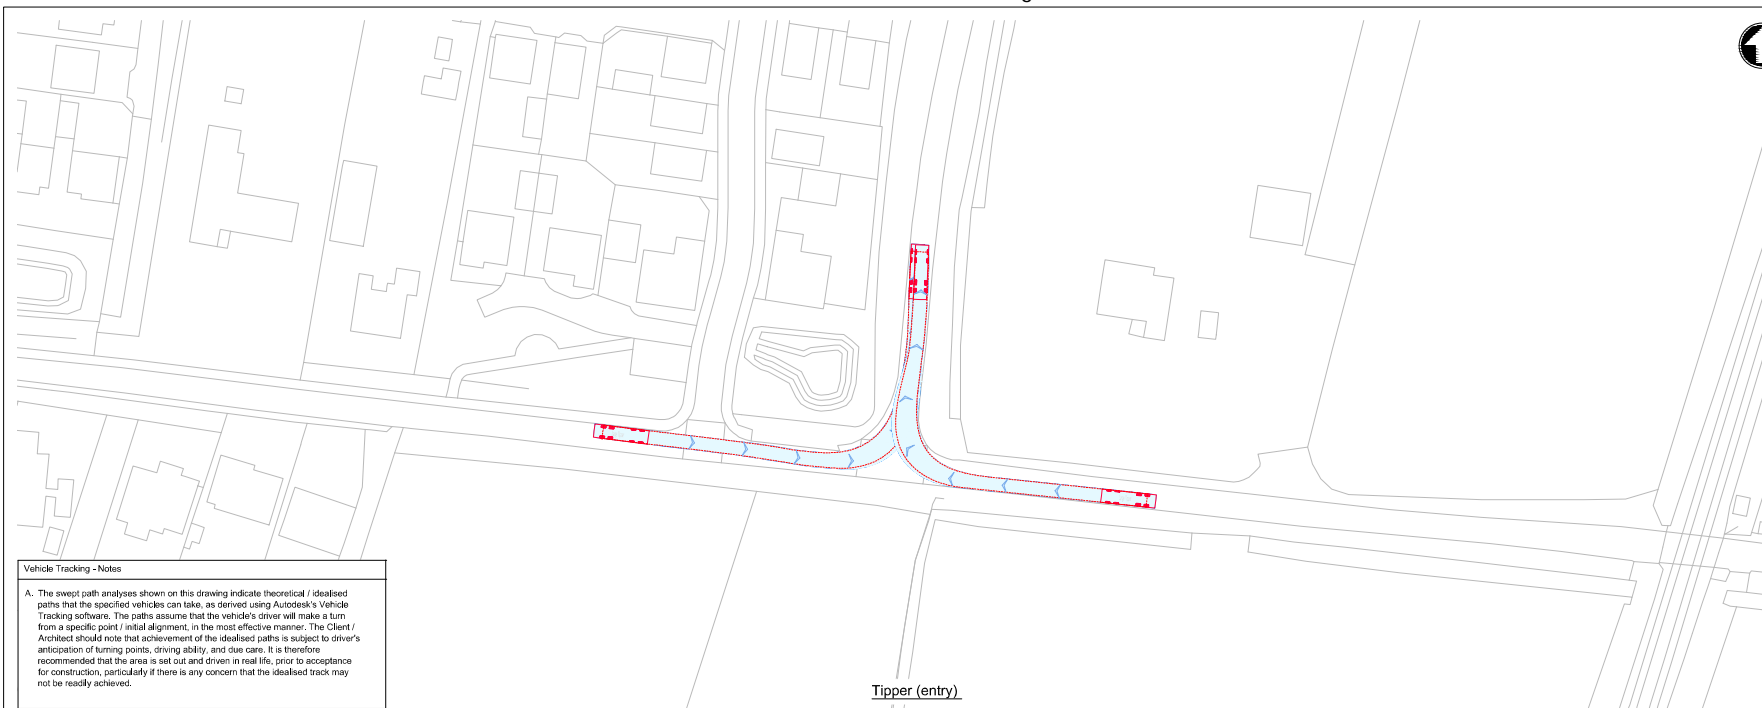 Vehicle Tracking - Notes
A. The swept path analyses shown on this drawing indicate theoretical / idealised
paths that the specified vehicles can take, as derived using Autodesk's Vehicle
Tracking software. The paths assume that the vehicle's driver will make a turn
from a specific point / initial alignment, in the most effective manner. The Client /
Architect should note that achievement of the idealised paths is subject to driver's
anticipation of turning points, driving ability, and due care. It is therefore
recommended that the area is set out and driven in real life, prior to acceptance
for construction, particularly if there is any concern that the idealised track may
not be readily achieved.
Tipper (entry)